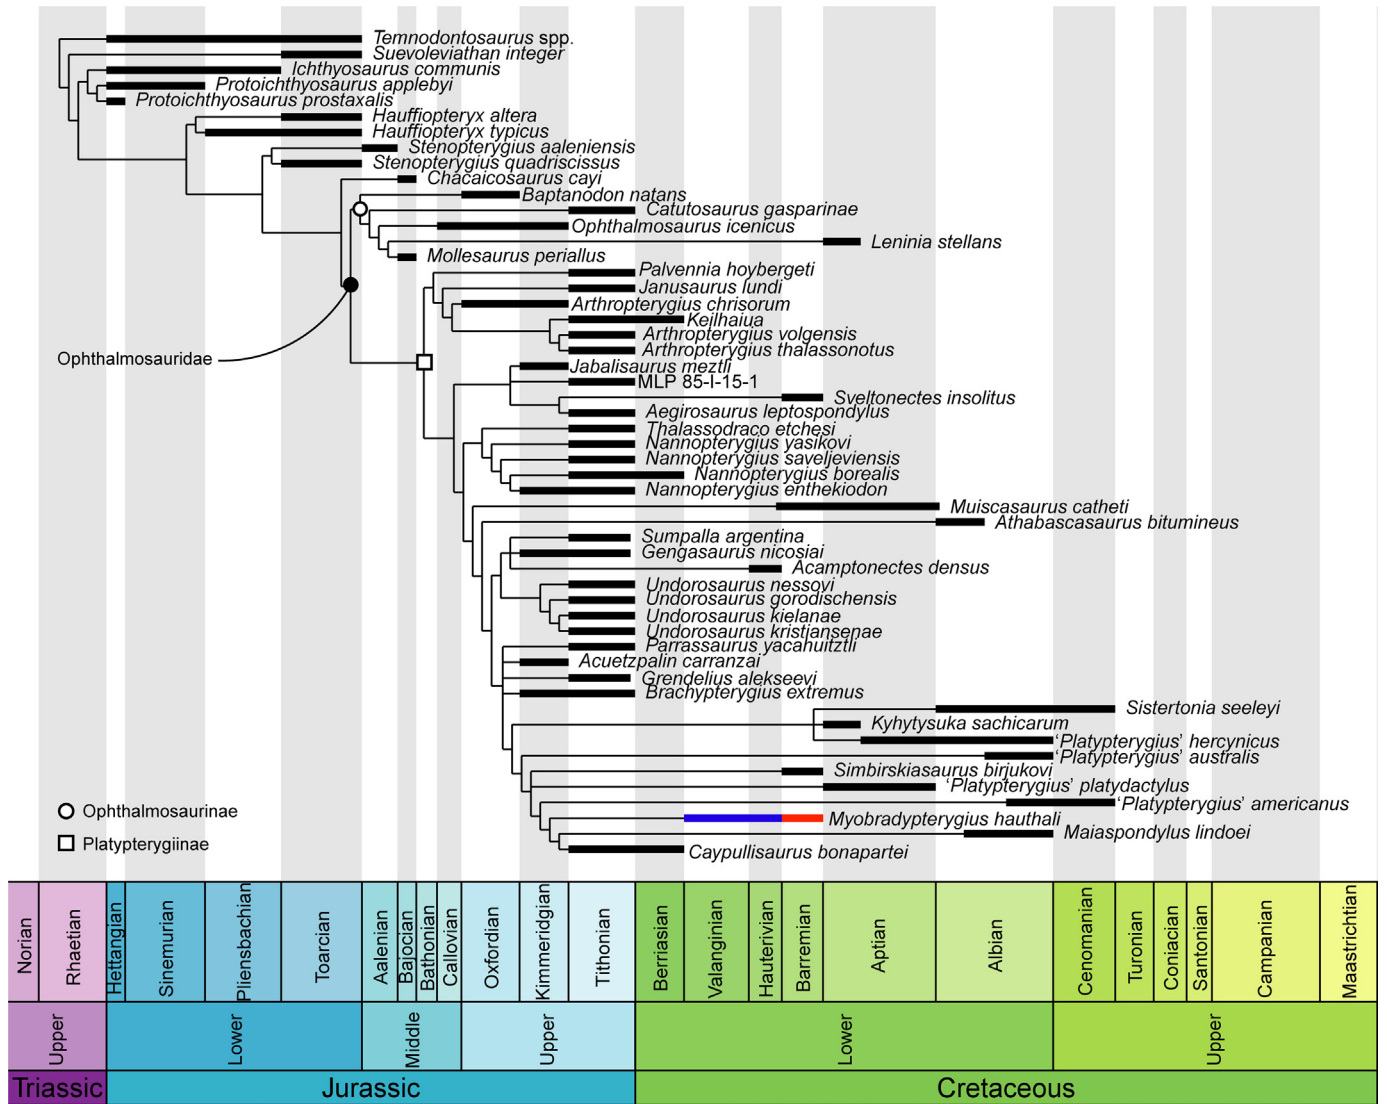 Temnodontosaurus spp.
Suevoleviathan integer
Ichthyosaurus communis
Protoichthyosaurus applebyi
Protoichthyosaurus prostaxalis
Hauffiopteryx altera
Hauffiopteryx typicus
Stenopterygius aaleniensis
Stenopterygius quadriscissus
Chacaicosaurus cayi
Baptanodon natans
Catutosaurus gasparinae
Ophthalmosaurus icenicus
Leninia stellans
Mollesaurus periallus
Palvennia hoybergeti
Janusaurus lundi
Arthropterygius chrisorum
Keilhauia
Arthropterygius volgensis
Arthropterygius thalassonotus
Ophthalmosauridae
Jabalisaurus meztli
MLP 85-I-15-1
Sveltonectes insolitus
Aegirosaurus leptospondylus
Thalassodraco etchesi
Nannopterygius yasikovi
Nannopterygius saveljeviensis
Nannopterygius borealis
Nannopterygius enthekiodon
Muiscasaurus catheti
Athabascasaurus bitumineus
Sumpalla argentina
Gengasaurus nicosiai
Acamptonectes densus
Undorosaurus nessovi
Undorosaurus gorodischensis
Undorosaurus kielanae
Undorosaurus kristiansenae
Parrassaurus yacahuitztli
Acuetzpalin carranzai
Grendelius alekseevi
Brachypterygius extremus
Sistertonia seeleyi
Kyhytysuka sachicarum
'Platypterygius' hercynicus
'Platypterygius' australis
Simbirskiasaurus birjukovi
'Platypterygius' platydactylus
'Platypterygius' americanus
Myobradypterygius hauthali
Maiaspondylus lindoei
Caypullisaurus bonapartei
Ophthalmosaurinae
Platypterygiinae
Norian
Rhaetian
Hettangian
Sinemurian
Pliensbachian
Toarcian
Aalenian
Bajocian
Bathonian
Callovian
Oxfordian
Kimmeridgian
Tithonian
Berriasian
Valanginian
Hauterivian
Barremian
Aptian
Albian
Cenomanian
Turonian
Coniacian
Santonian
Campanian
Maastrichtian
Upper
Lower
Middle
Upper
Lower
Upper
Triassic
Jurassic
Cretaceous